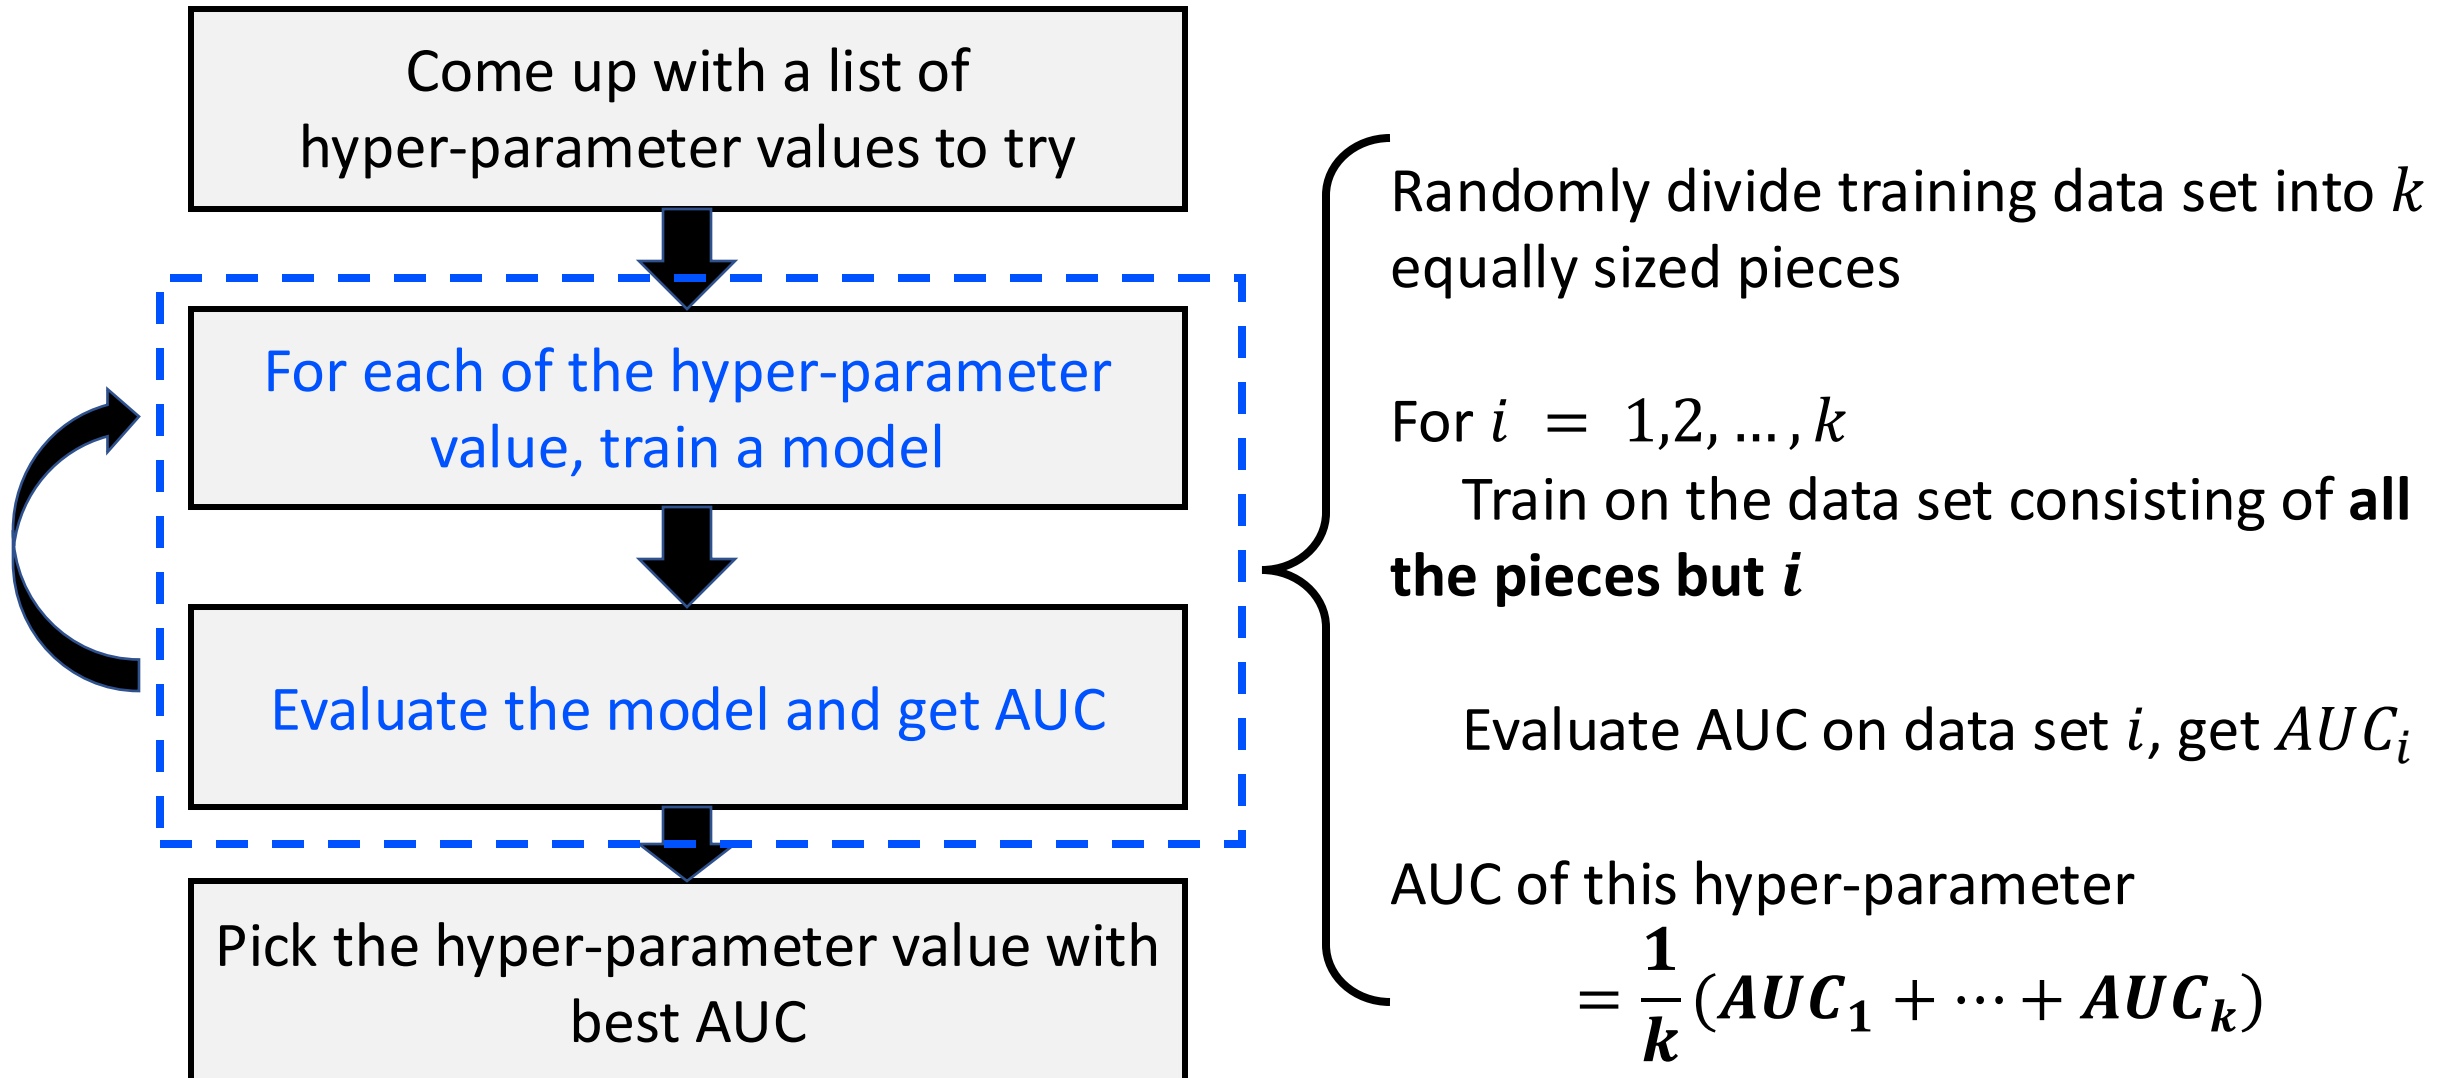 Come up with a list of
hyper-parameter values to try
For each of the hyper-parameter
value, train a model
Evaluate the model and get AUC
Pick the hyper-parameter value with
best AUC
Randomly divide training data set into k
equally sized pieces
For i = 1,2, … , k
Train on the data set consisting of all
the pieces but i
Evaluate AUC on data set i, get AUC_i
AUC of this hyper-parameter
= 1/k (AUC_1 + ⋯ + AUC_k)